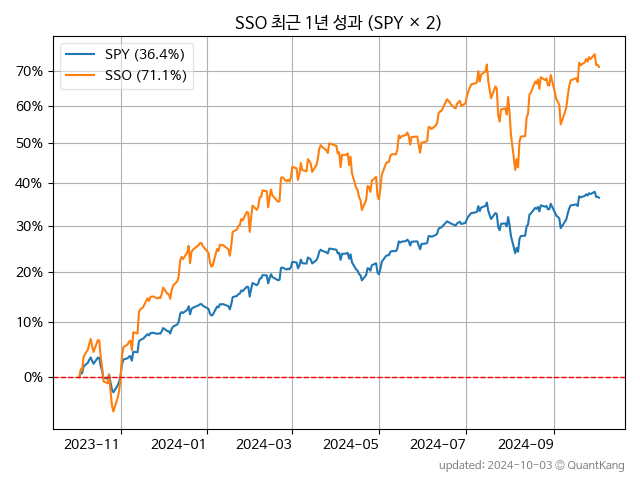 SSO 최근 1년 성과 (SPY × 2)
SPY (36.4%)
SSO (71.1%)
70%
60%
50%
40%
30%
20%
10%
0%
2023−11 2024−01 2024−03 2024−05 2024−07 2024−09
updated: 2024-10-03 © QuantKang